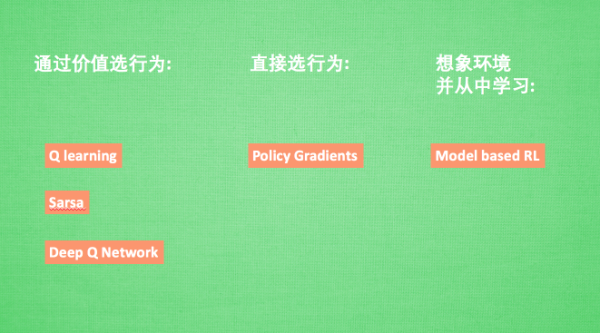 通过价值选行为:
直接选行为:
想象环境
并从中学习:
Q learning
Policy Gradients
Model based RL
Sarsa
Deep Q Network